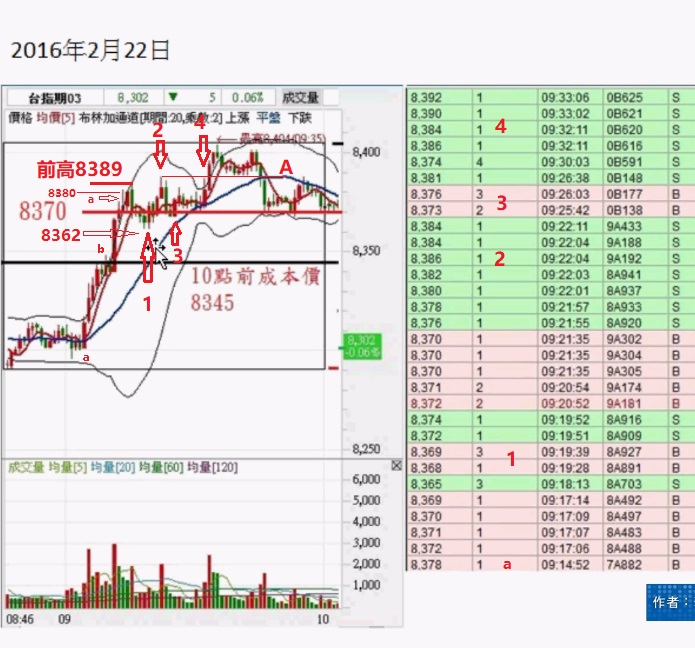 2016年2月22日
台指期03 8,302 ▼ 5 0.06% 成交量
價格 均價[5] 布林加通道[期間:20,乘數:2] 上漲 平盤 下跌
2
4
最高8,404(09:35)
8,400
前高8389
A
8380
a
8370
8362
b
3
8,350
10點前成本價
8345
1
a
8,302
-0.06%
8,250
成交量 均量[5] 均量[20] 均量[60] 均量[120]
6,000
5,000
4,000
3,000
2,000
1,000
08:46 09 10
8,392 1 09:33:06 0B625 S
8,390 1 09:33:02 0B621 S
8,384 1 4 09:32:11 0B620 S
8,386 1 09:32:11 0B616 S
8,374 4 09:30:03 0B591 S
8,381 1 09:26:38 0B148 S
8,376 3 09:26:03 0B177 B
8,373 2 3 09:25:42 0B138 B
8,384 1 09:22:11 9A433 S
8,384 1 09:22:04 9A188 S
8,386 1 2 09:22:04 9A192 S
8,382 1 09:22:03 8A941 S
8,380 1 09:22:01 8A937 S
8,378 1 09:21:57 8A933 S
8,376 1 09:21:55 8A920 S
8,370 1 09:21:35 9A302 B
8,370 1 09:21:35 9A304 B
8,370 1 09:21:35 9A305 B
8,371 2 09:20:54 9A174 B
8,372 2 09:20:52 9A181 B
8,374 1 09:19:52 8A916 S
8,372 1 09:19:51 8A909 S
8,369 3 1 09:19:39 8A927 B
8,368 1 09:19:28 8A891 B
8,365 3 09:18:13 8A703 S
8,369 1 09:17:14 8A492 B
8,370 1 09:17:09 8A497 B
8,371 1 09:17:07 8A483 B
8,372 1 09:17:06 8A488 B
8,378 1 a 09:14:52 7A882 B
作者：